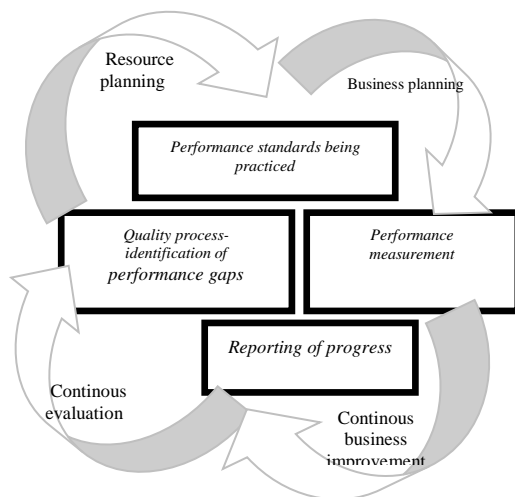 Resource
planning
Business planning
Performance standards being
practiced
Quality process-
identification of
performance gaps
Performance
measurement
Reporting of progress
Continous
evaluation
Continous
business
improvement